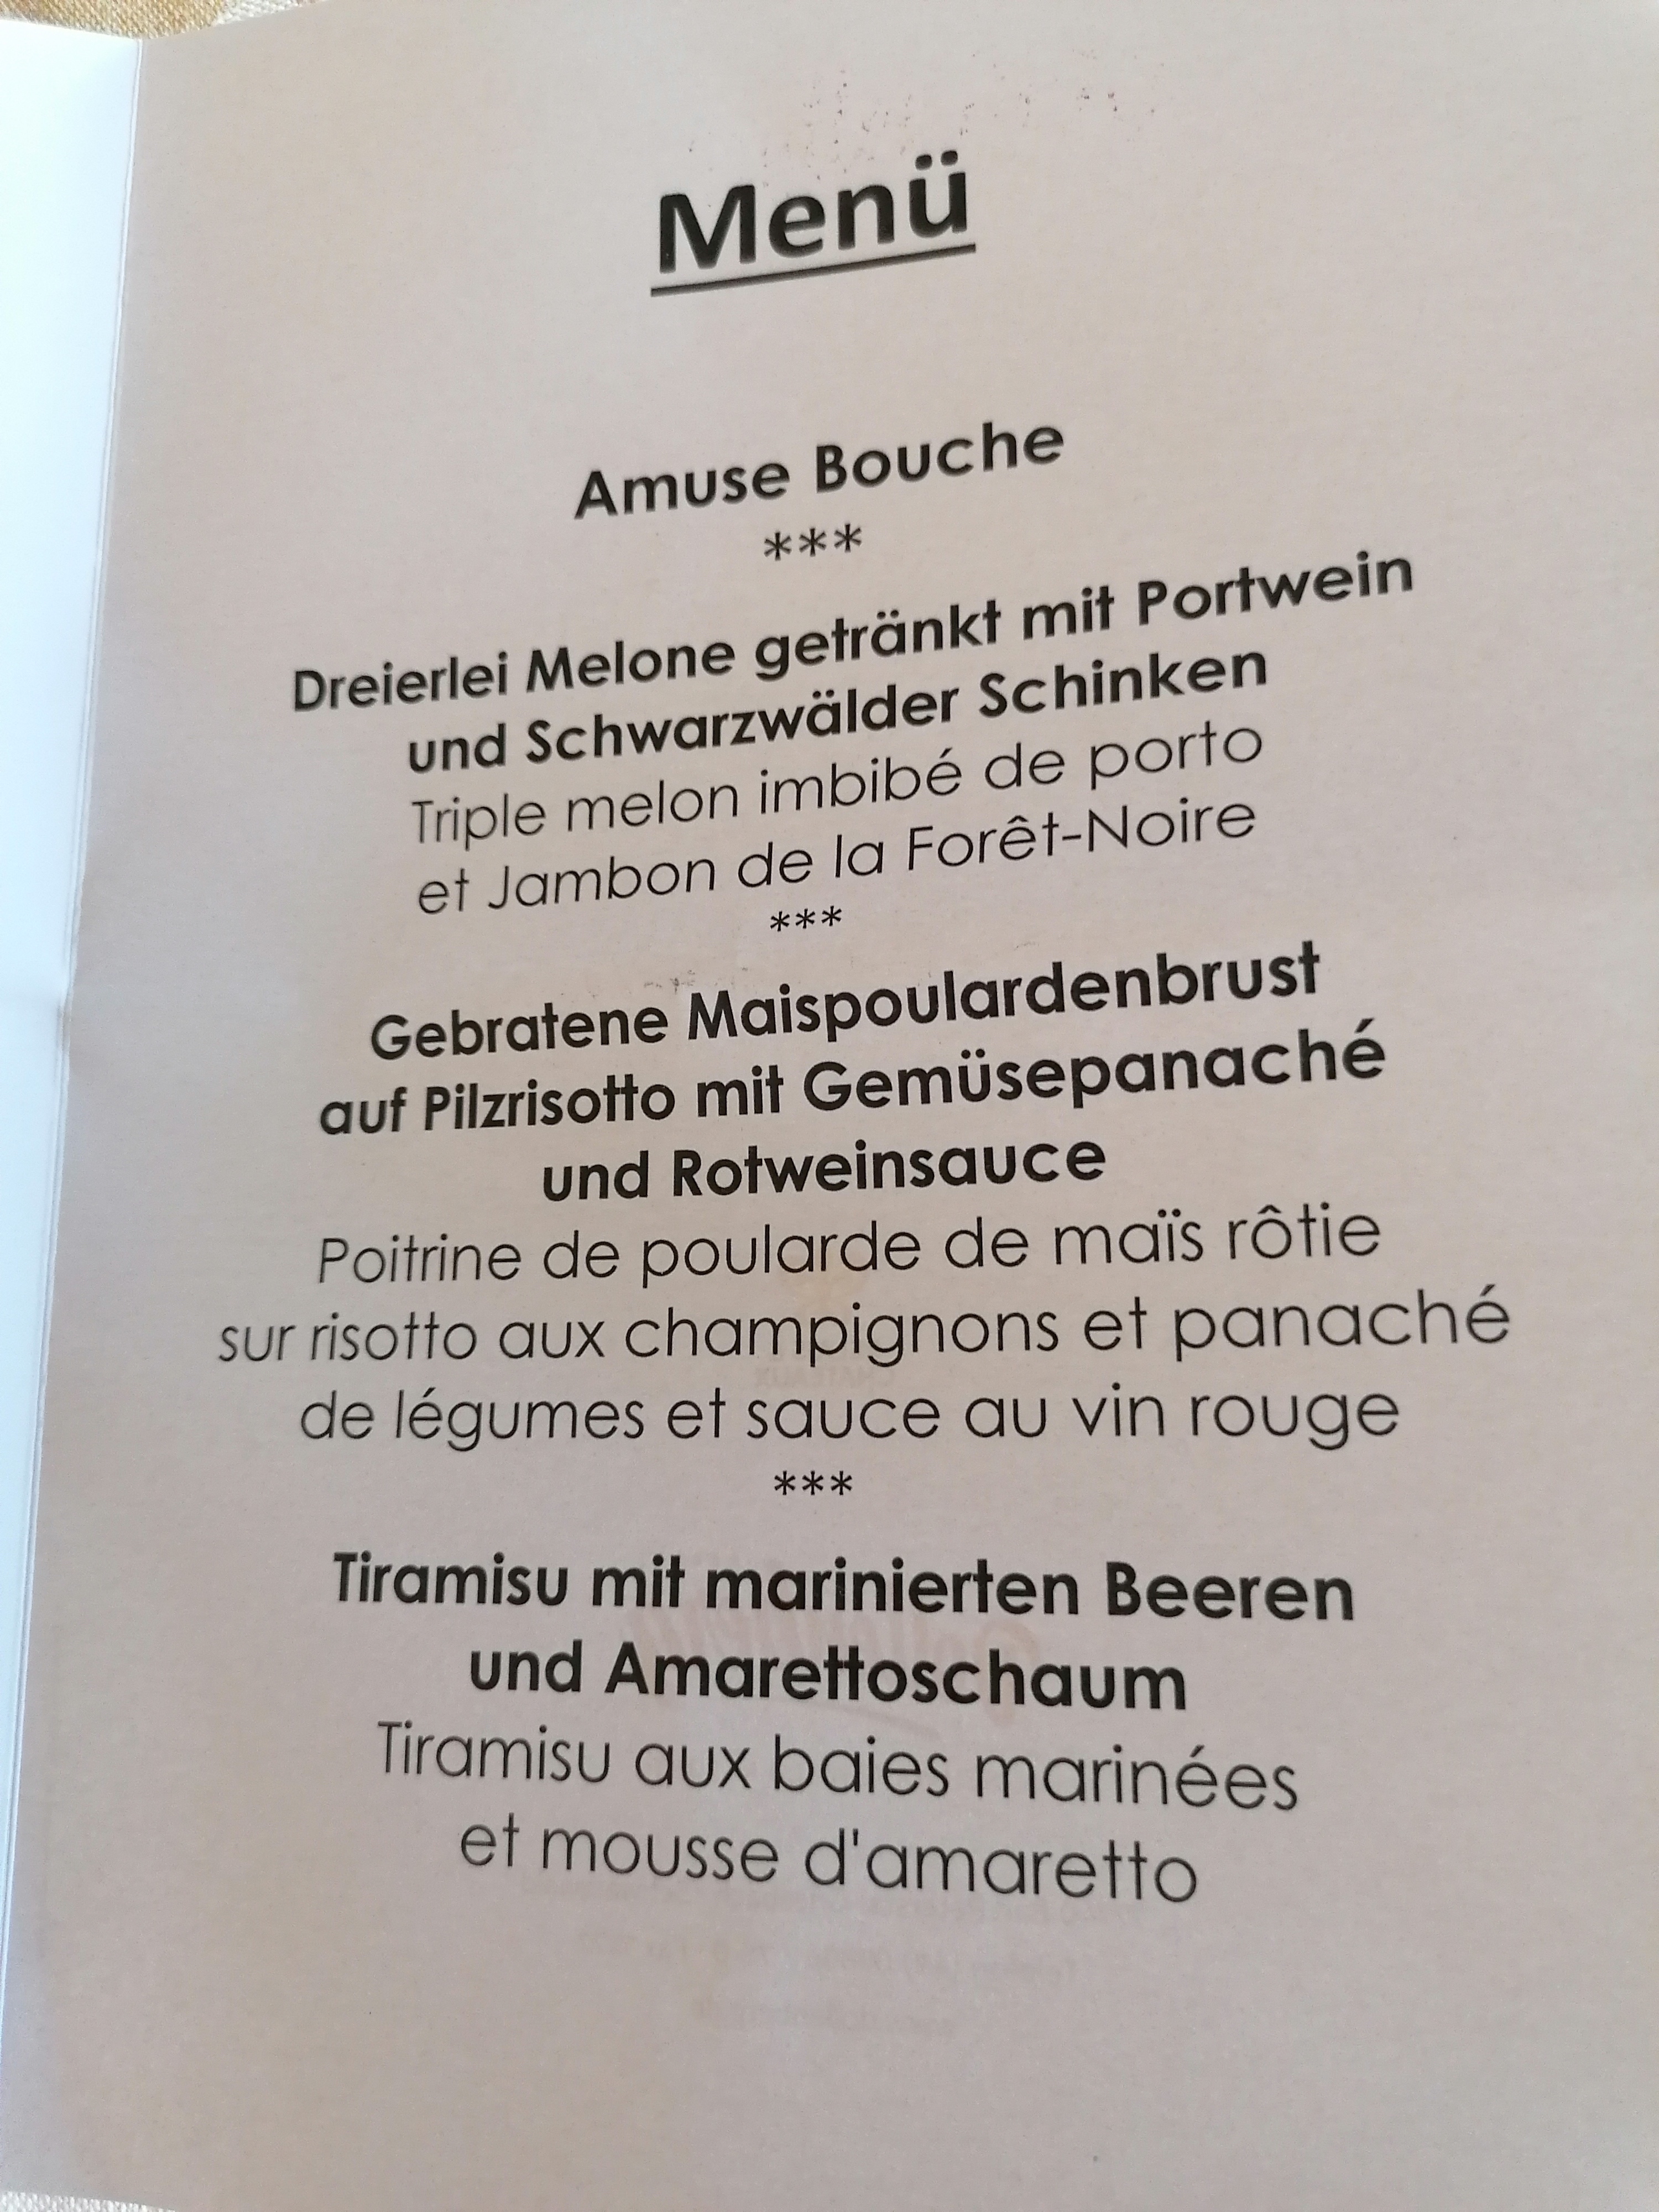 Menü
Amuse Bouche
***
Dreierlei Melone getränkt mit Portwein
und Schwarzwälder Schinken
Triple melon imbibé de porto
et Jambon de la Forêt-Noire
***
Gebratene Maispoulardenbrust
auf Pilzrisotto mit Gemüsepanaché
und Rotweinsauce
Poitrine de poularde de maïs rôtie
sur risotto aux champignons et panaché
de légumes et sauce au vin rouge
***
Tiramisu mit marinierten Beeren
und Amarettoschaum
Tiramisu aux baies marinées
et mousse d'amaretto